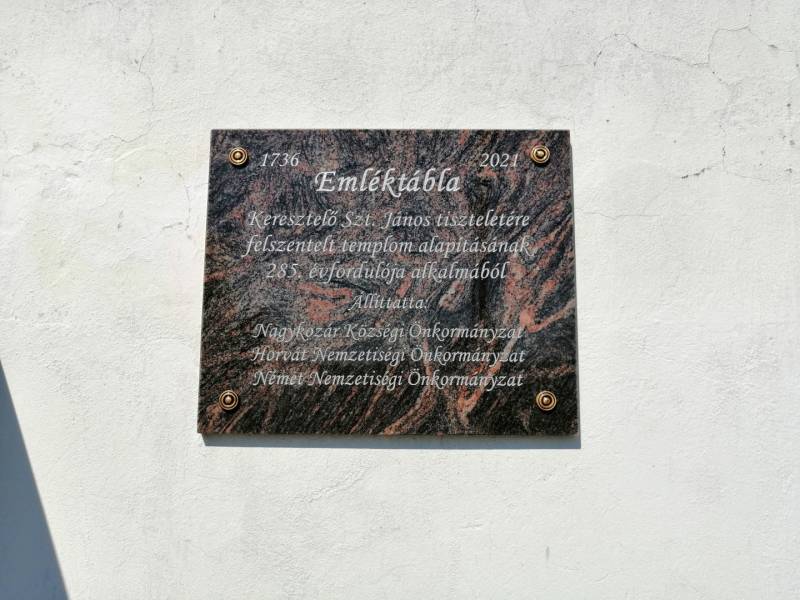 1736 2021
Emléktábla
Keresztelő Szt. János tiszteletére
felszentelt templom alapításának
285. évfordulója alkalmából
Állíttatta:
Nagykozár Községi Önkormányzat
Horvát Nemzetiségi Önkormányzat
Német Nemzetiségi Önkormányzat